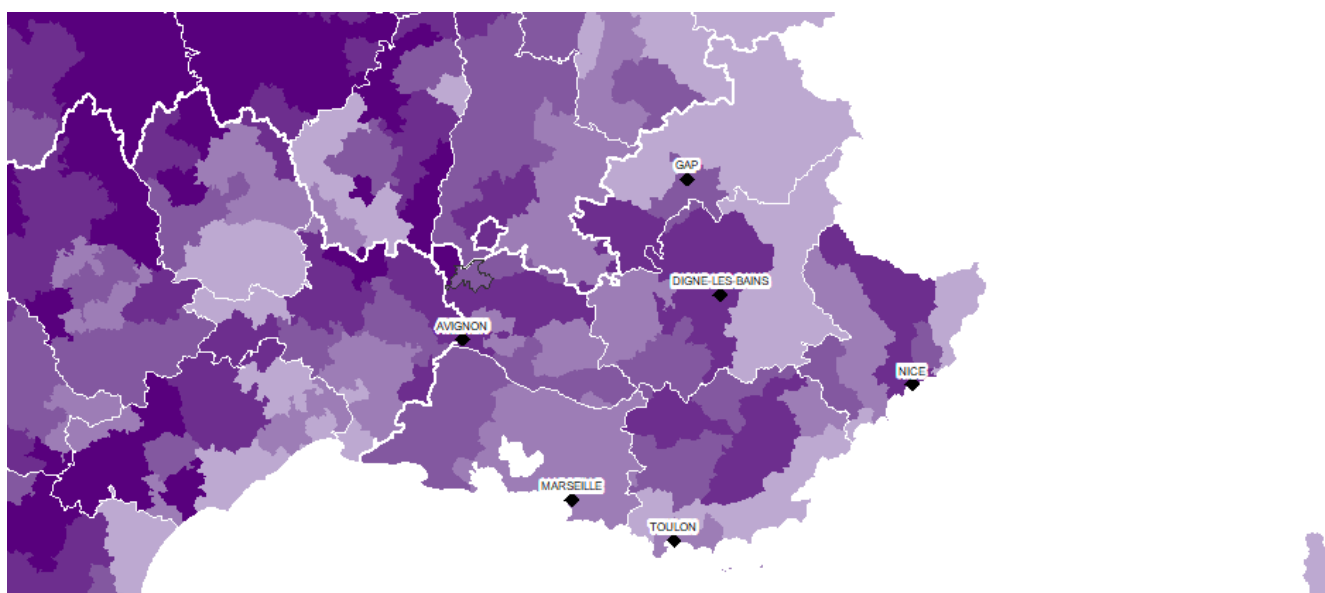 GAP
DIGNE-LES-BAINS
AVIGNON
NICE
MARSEILLE
TOULON